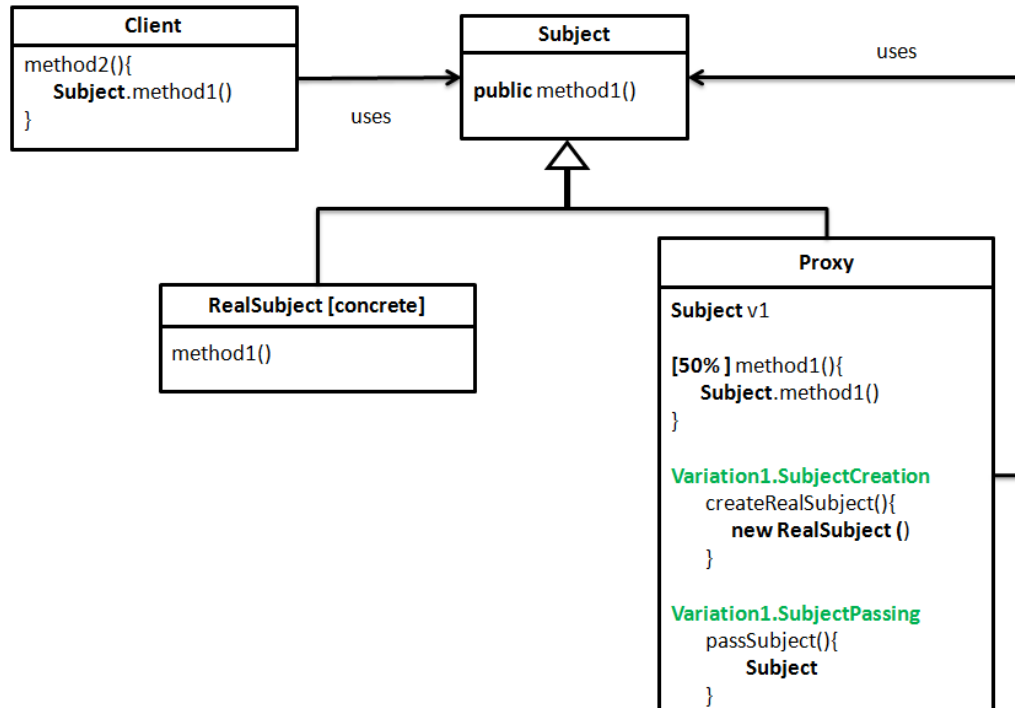 Client
method2(){
Subject.method1()
}
uses
Subject
public method1()
uses
RealSubject [concrete]
method1()
Proxy
Subject v1
[50% ] method1(){
Subject.method1()
}
Variation1.SubjectCreation
createRealSubject(){
new RealSubject ()
}
Variation1.SubjectPassing
passSubject(){
Subject
}